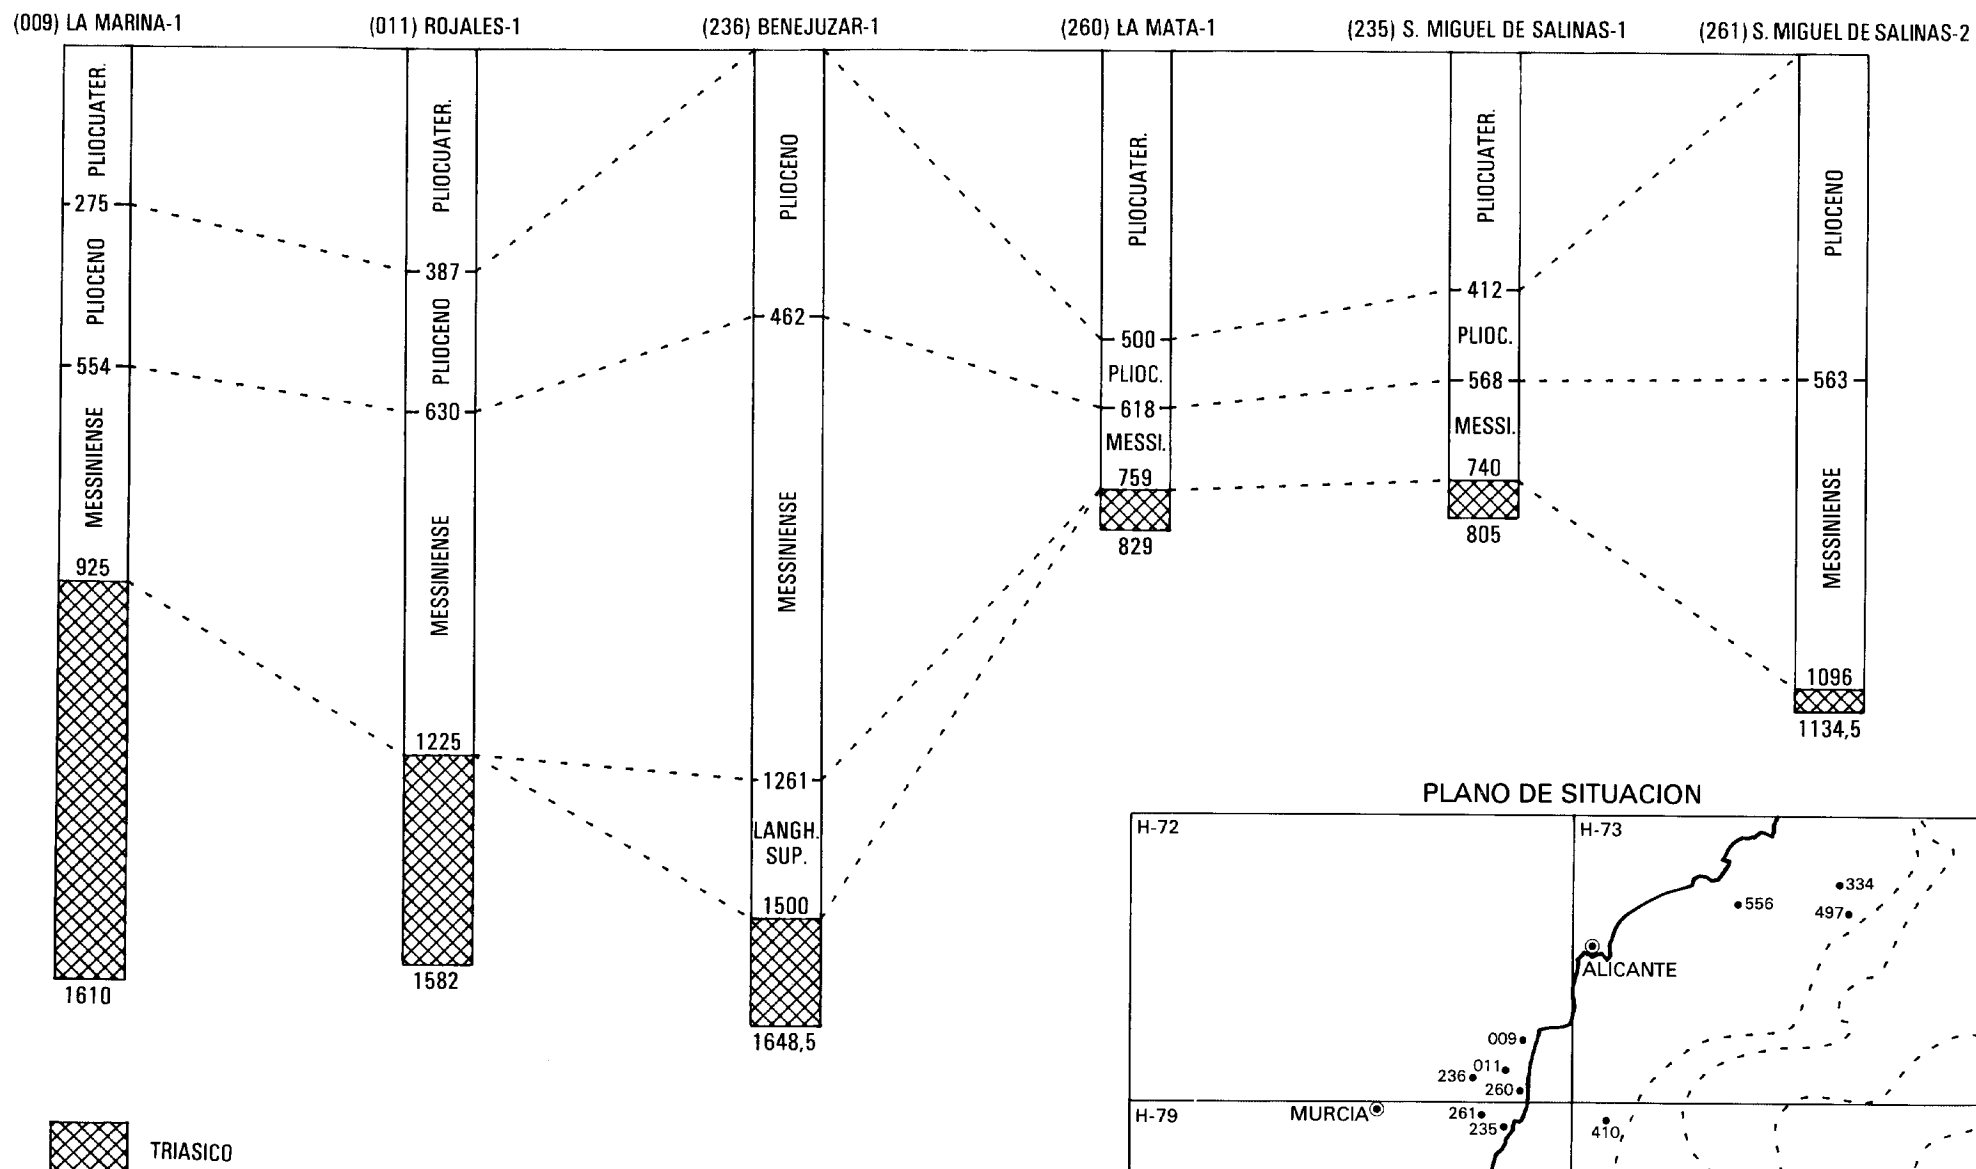 (009) LA MARINA-1
(011) ROJALES-1
(236) BENEJUZAR-1
(260) LA MATA-1
(235) S. MIGUEL DE SALINAS-1
(261) S. MIGUEL DE SALINAS-2
PLIOCUATER.
275
PLIOCENO
554
MESSINIENSE
925
1610
PLIOCUATER.
387
PLIOCENO
630
MESSINIENSE
1225
1582
PLIOCENO
462
MESSINIENSE
1261
LANGH.
SUP.
1500
1648,5
PLIOCUATER.
500
PLIOC.
618
MESSI.
759
829
PLIOCUATER.
412
PLIOC.
568
MESSI.
740
805
PLIOCENO
563
MESSINIENSE
1096
1134,5
TRIASICO
PLANO DE SITUACION
H-72
H-73
334
556
497
ALICANTE
009
011
236
260
H-79
MURCIA
261
235
410